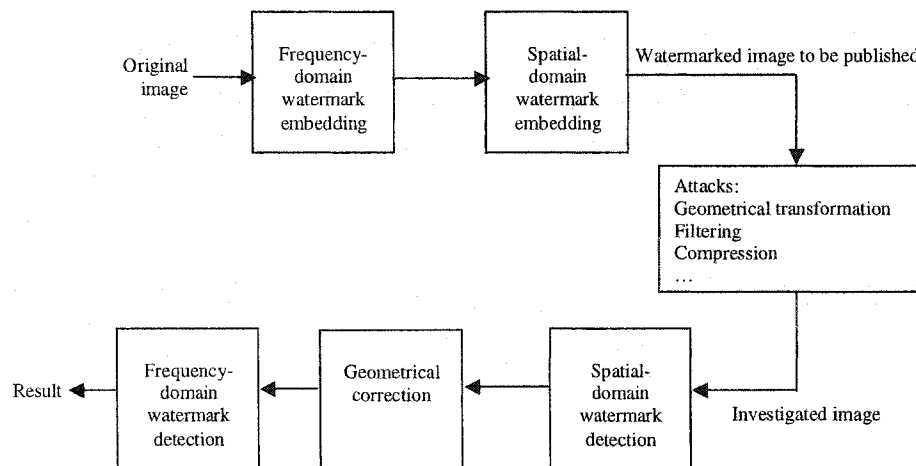 Original
image
Frequency-
domain
watermark
embedding
Spatial-
domain
watermark
embedding
Watermarked image to be published
Attacks:
Geometrical transformation
Filtering
Compression
…
Investigated image
Spatial-
domain
watermark
detection
Geometrical
correction
Frequency-
domain
watermark
detection
Result